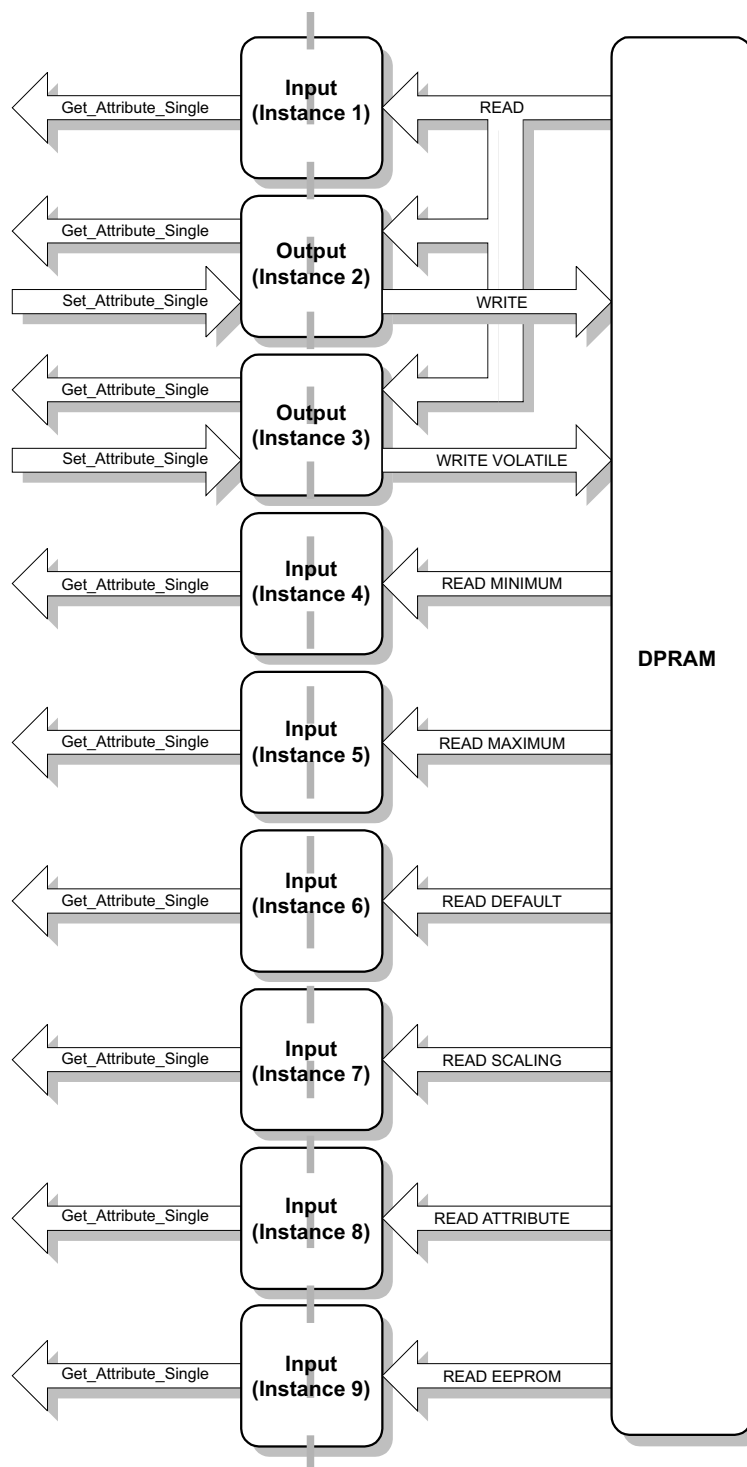 Input
(Instance 1)
Get_Attribute_Single
READ
Get_Attribute_Single
Output
(Instance 2)
Set_Attribute_Single
WRITE
Get_Attribute_Single
Output
(Instance 3)
Set_Attribute_Single
WRITE VOLATILE
Input
(Instance 4)
Get_Attribute_Single
READ MINIMUM
DPRAM
Input
(Instance 5)
Get_Attribute_Single
READ MAXIMUM
Input
(Instance 6)
Get_Attribute_Single
READ DEFAULT
Input
(Instance 7)
Get_Attribute_Single
READ SCALING
Input
(Instance 8)
Get_Attribute_Single
READ ATTRIBUTE
Input
(Instance 9)
Get_Attribute_Single
READ EEPROM